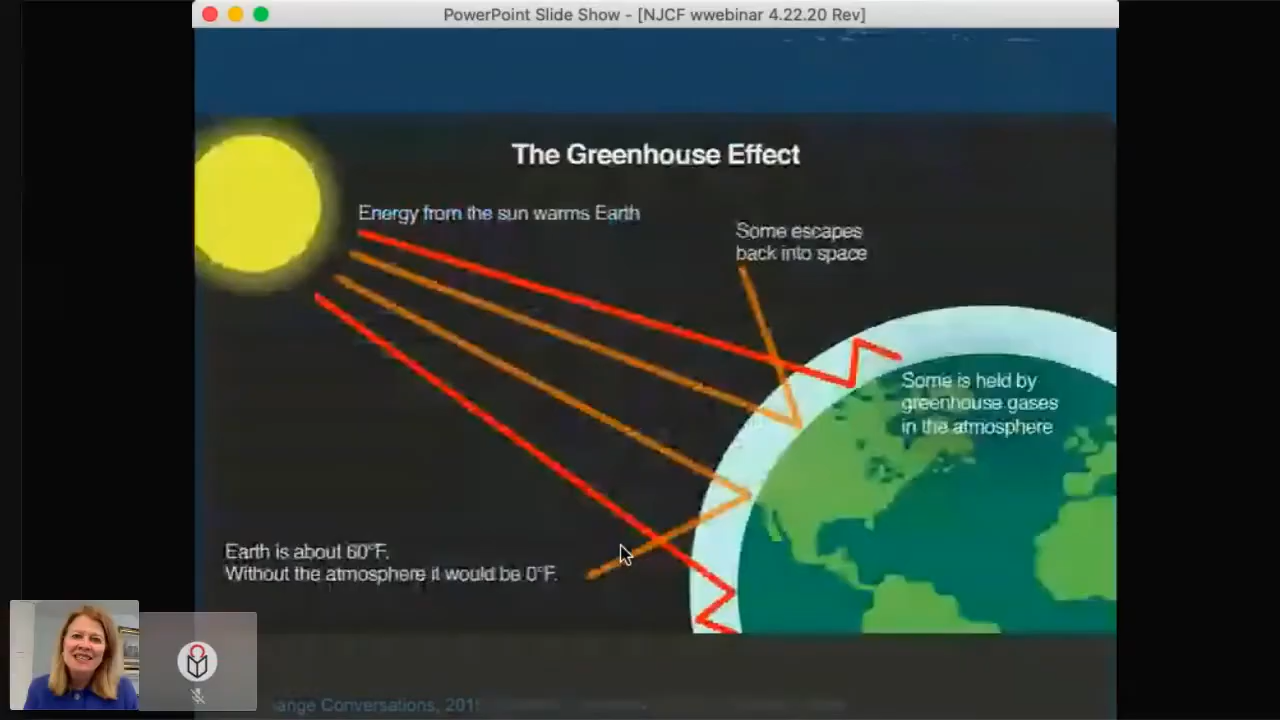 PowerPoint Slide Show - [NJCF wwebinar 4.22.20 Rev]
The Greenhouse Effect
Energy from the sun warms Earth
Some escapes
back into space
Some is held by
greenhouse gases
in the atmosphere
Earth is about 60°F.
Without the atmosphere it would be 0°F.
ange Conversations, 201